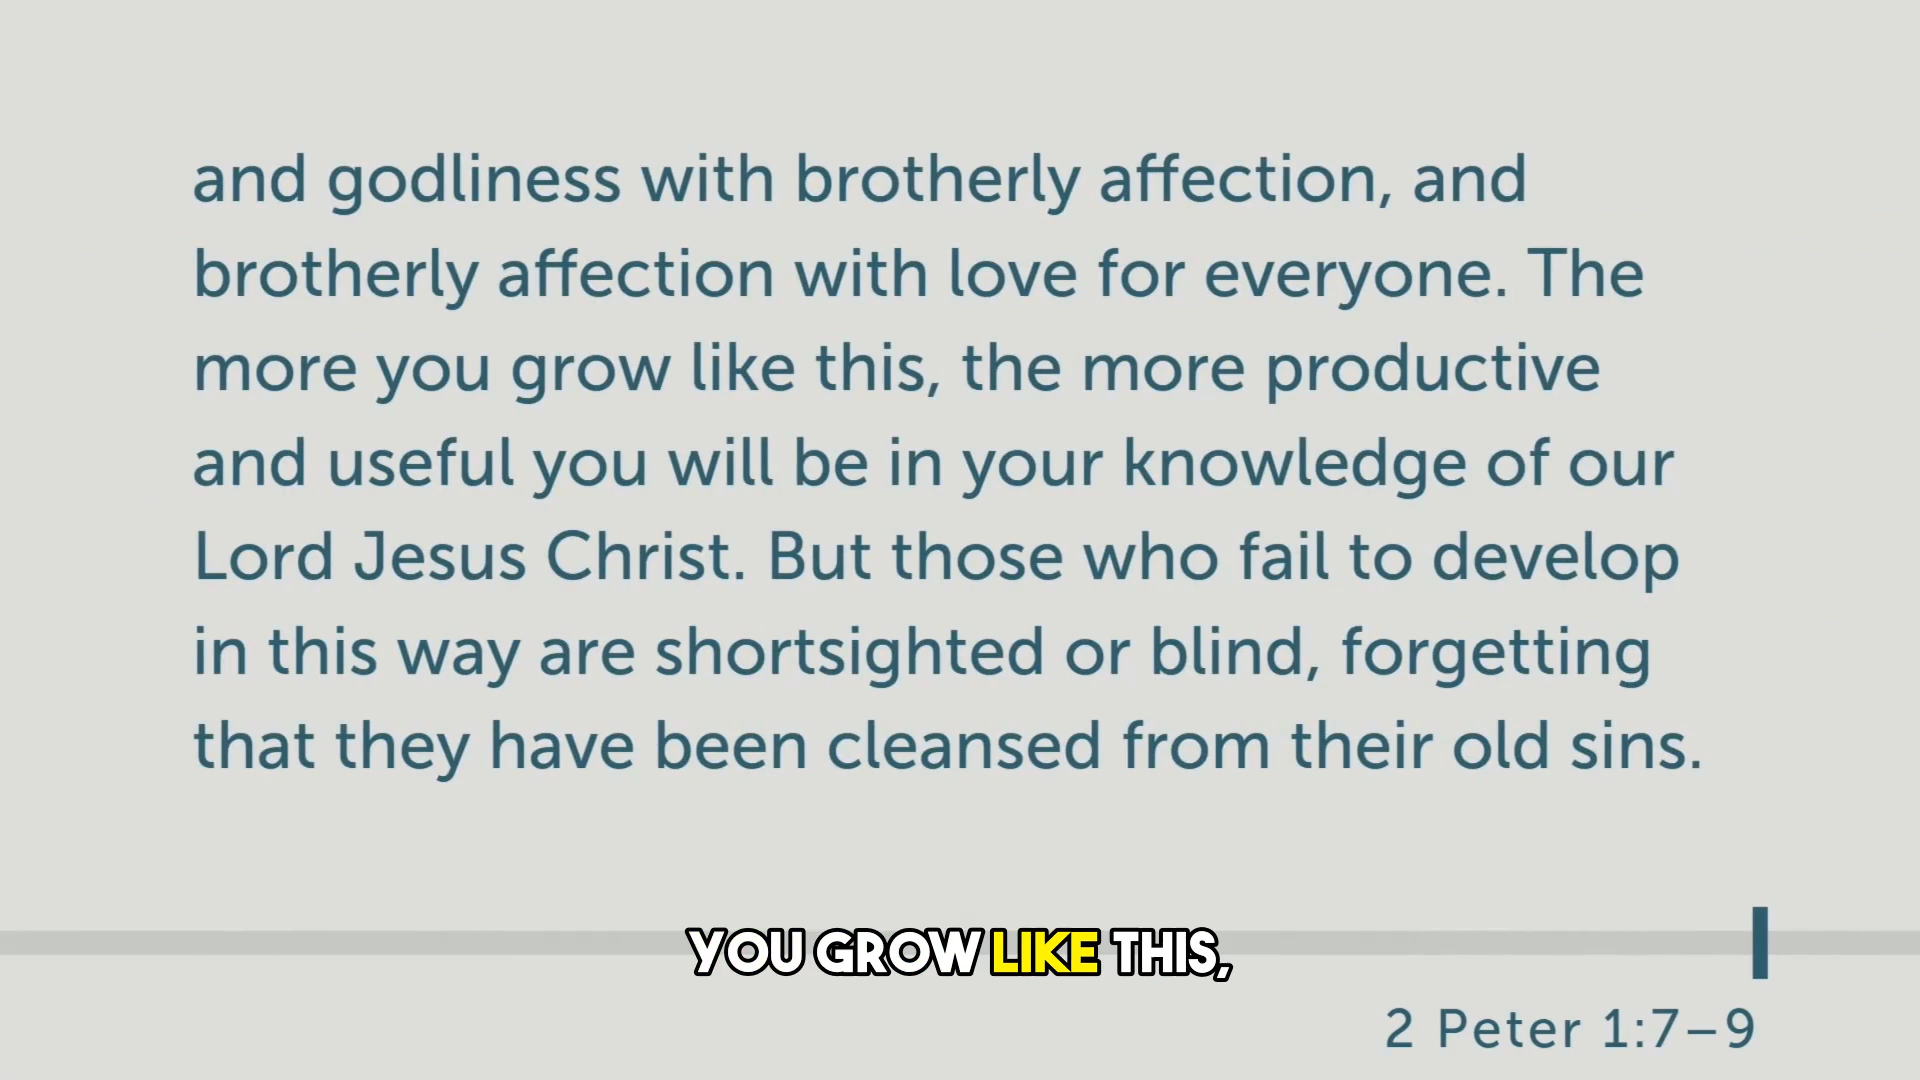 and godliness with brotherly affection, and
brotherly affection with love for everyone. The
more you grow like this, the more productive
and useful you will be in your knowledge of our
Lord Jesus Christ. But those who fail to develop
in this way are shortsighted or blind, forgetting
that they have been cleansed from their old sins.
YOU GROW LIKE THIS,
2 Peter 1:7–9